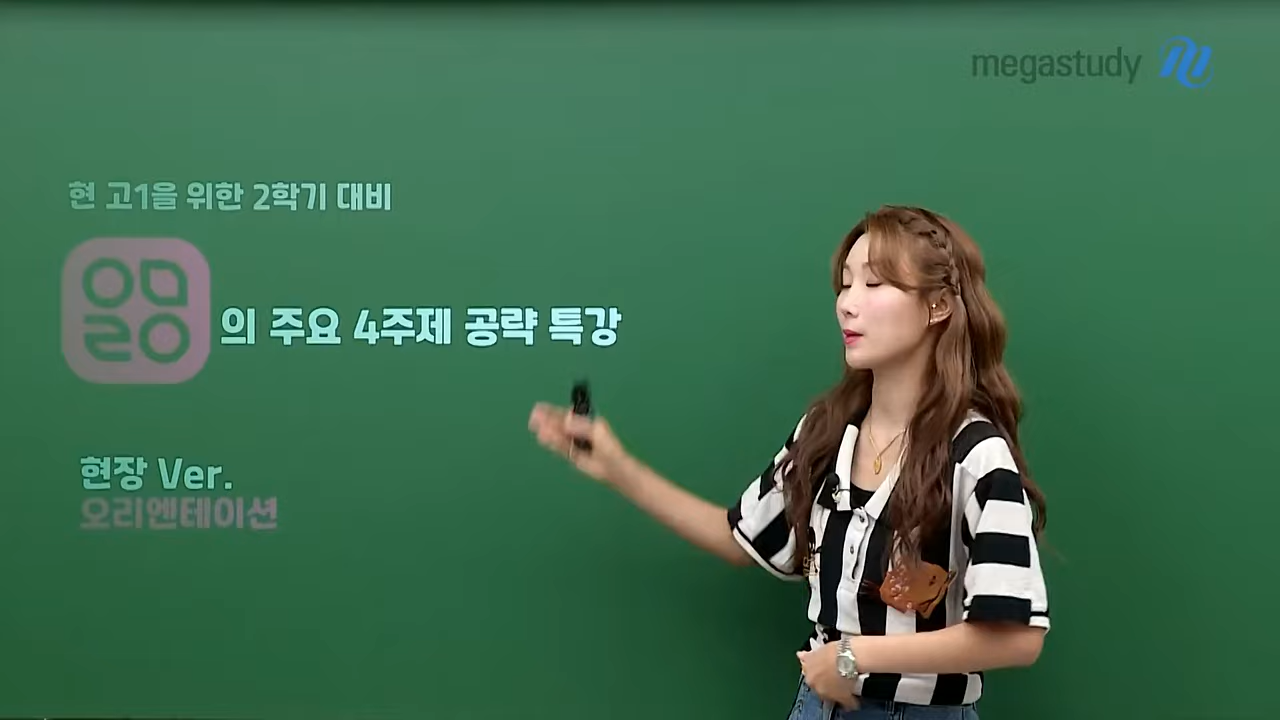 megastudy
현 고1을 위한 2학기 대비
의 주요 4주제 공략 특강
현장 Ver.
오리엔테이션